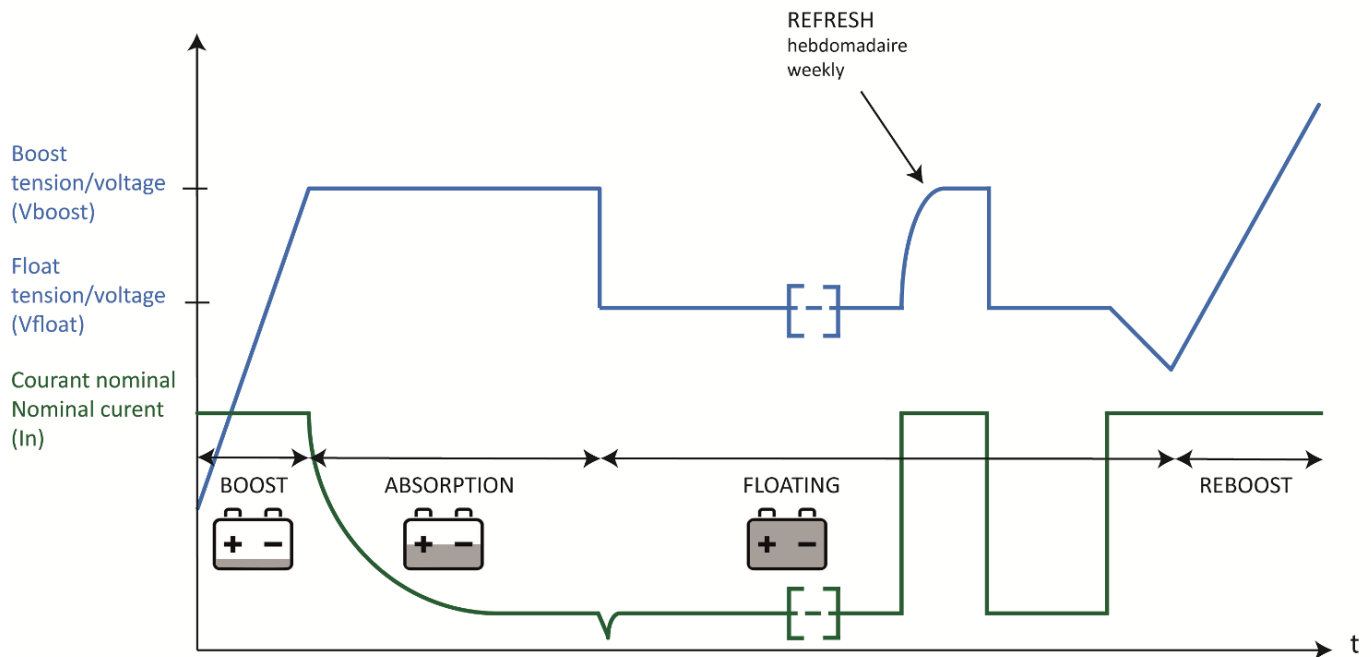 REFRESH
hebdomadaire
weekly
Boost
tension/voltage
(Vboost)
Float
tension/voltage
(Vfloat)
Courant nominal
Nominal curent
(In)
BOOST
ABSORPTION
FLOATING
REBOOST
+ −
+ −
+ −
t